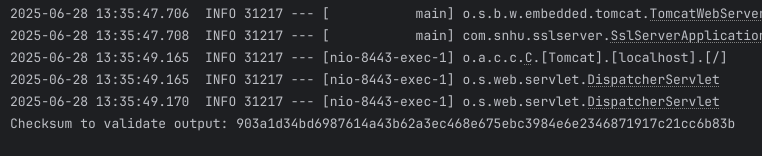 2025-06-28 13:35:47.706  INFO 31217 --- [           main] o.s.b.w.embedded.tomcat.TomcatWebServer
2025-06-28 13:35:47.708  INFO 31217 --- [           main] com.snhu.sslserver.SslServerApplication
2025-06-28 13:35:49.165  INFO 31217 --- [nio-8443-exec-1] o.a.c.c.C.[Tomcat].[localhost].[/]
2025-06-28 13:35:49.165  INFO 31217 --- [nio-8443-exec-1] o.s.web.servlet.DispatcherServlet
2025-06-28 13:35:49.170  INFO 31217 --- [nio-8443-exec-1] o.s.web.servlet.DispatcherServlet
Checksum to validate output: 903a1d34bd6987614a43b62a3ec468e675ebc3984e6e2346871917c21cc6b83b